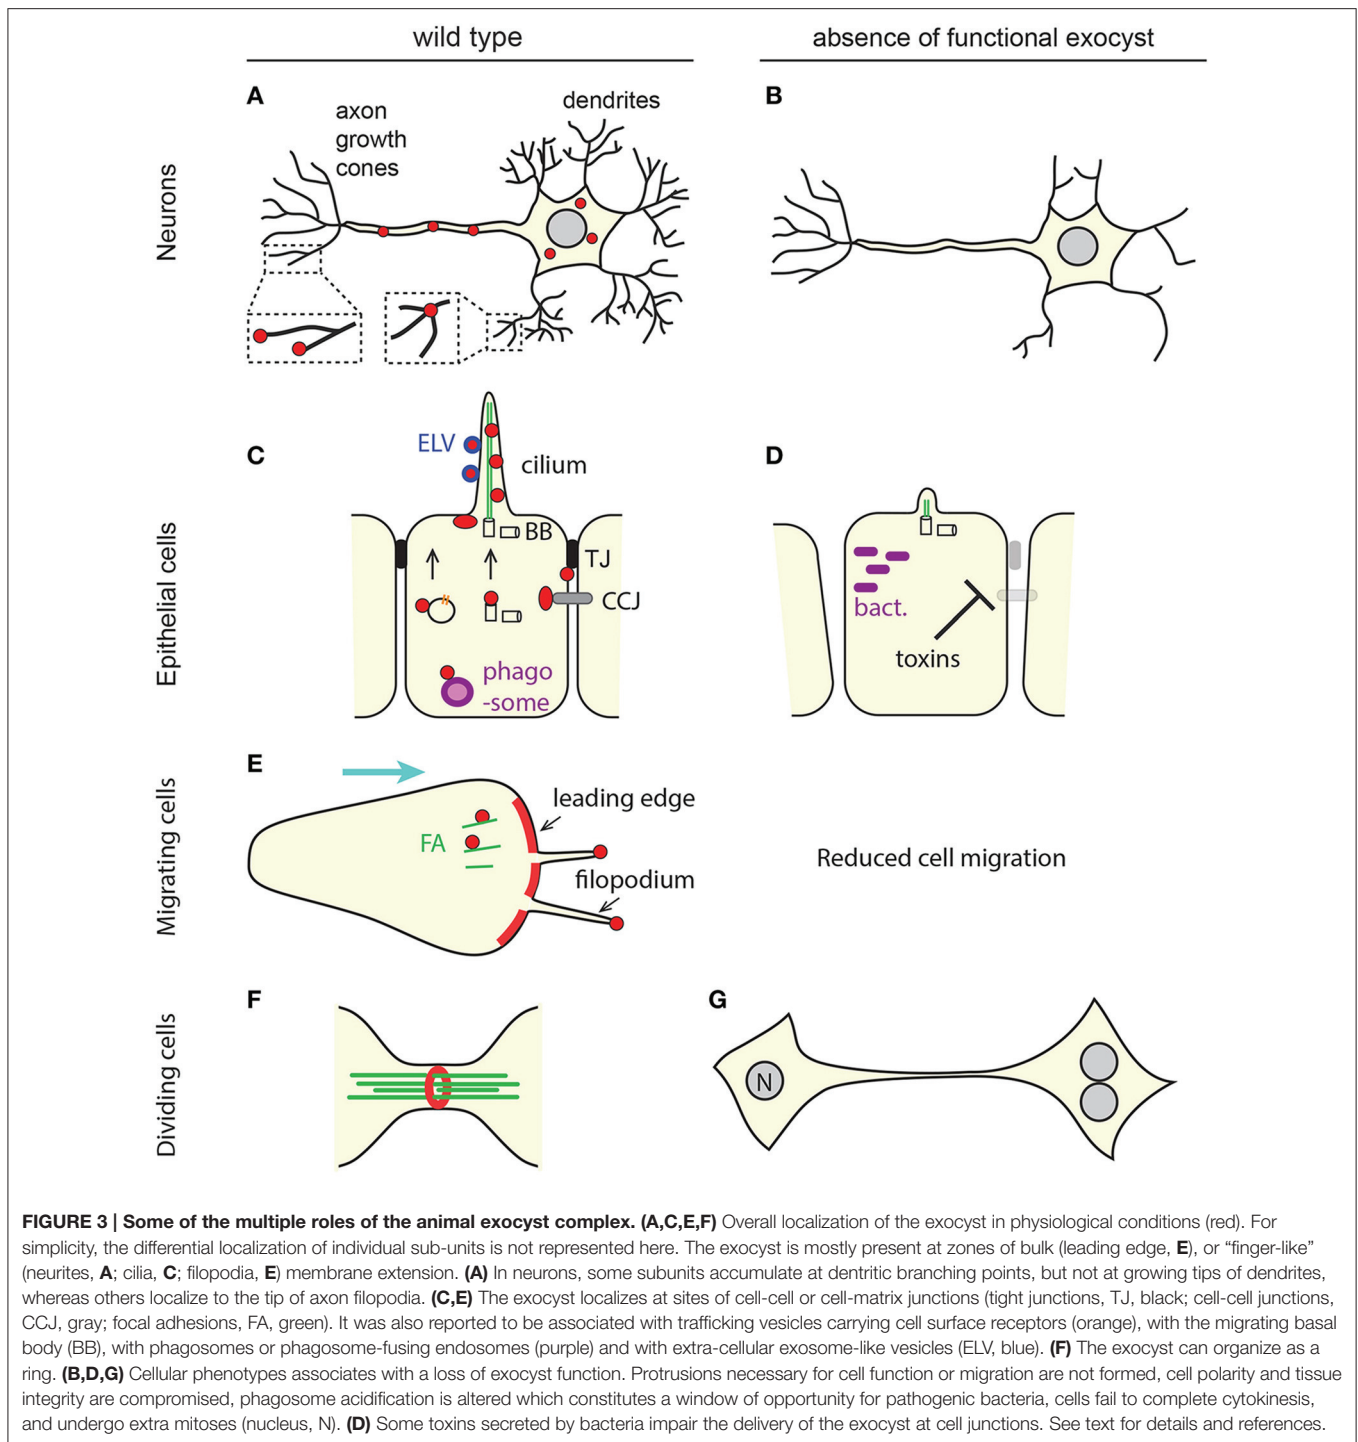 wild type
absence of functional exocyst
Neurons
A
axon
growth
cones
dendrites
B
Epithelial cells
C
ELV
cilium
BB
TJ
CCJ
phago
-some
D
bact.
toxins
Migrating cells
E
leading edge
FA
filopodium
Reduced cell migration
Dividing cells
F
G
N
FIGURE 3 | Some of the multiple roles of the animal exocyst complex. (A,C,E,F) Overall localization of the exocyst in physiological conditions (red). For
simplicity, the differential localization of individual sub-units is not represented here. The exocyst is mostly present at zones of bulk (leading edge, E), or “finger-like”
(neurites, A; cilia, C; filopodia, E) membrane extension. (A) In neurons, some subunits accumulate at dentritic branching points, but not at growing tips of dendrites,
whereas others localize to the tip of axon filopodia. (C,E) The exocyst localizes at sites of cell-cell or cell-matrix junctions (tight junctions, TJ, black; cell-cell junctions,
CCJ, gray; focal adhesions, FA, green). It was also reported to be associated with trafficking vesicles carrying cell surface receptors (orange), with the migrating basal
body (BB), with phagosomes or phagosome-fusing endosomes (purple) and with extra-cellular exosome-like vesicles (ELV, blue). (F) The exocyst can organize as a
ring. (B,D,G) Cellular phenotypes associates with a loss of exocyst function. Protrusions necessary for cell function or migration are not formed, cell polarity and tissue
integrity are compromised, phagosome acidification is altered which constitutes a window of opportunity for pathogenic bacteria, cells fail to complete cytokinesis,
and undergo extra mitoses (nucleus, N). (D) Some toxins secreted by bacteria impair the delivery of the exocyst at cell junctions. See text for details and references.